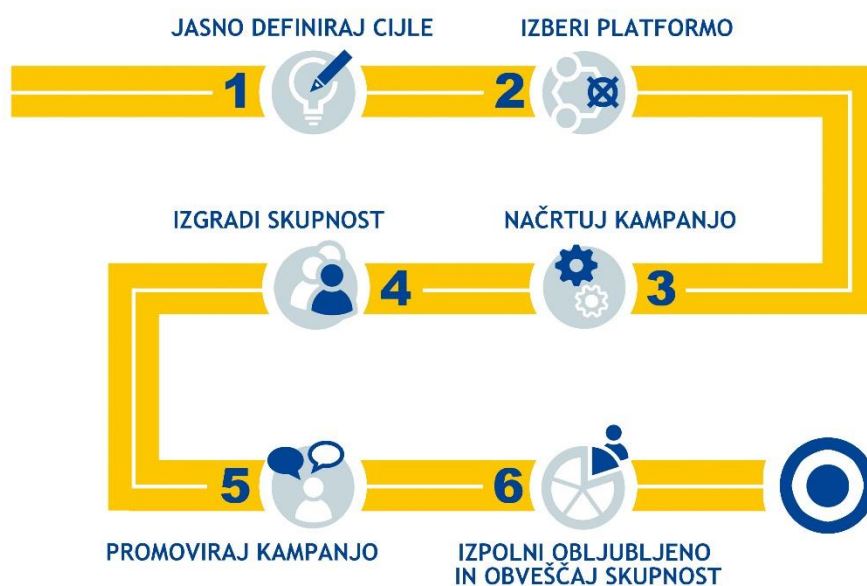 JASNO DEFINIRAJ CIJLE
1
IZBERI PLATFORMO
2
NAČRTUJ KAMPANJO
3
IZGRADI SKUPNOST
4
5
PROMOVIRAJ KAMPANJO
6
IZPOLNI OBLJUBLJENO
IN OBVEŠČAJ SKUPNOST